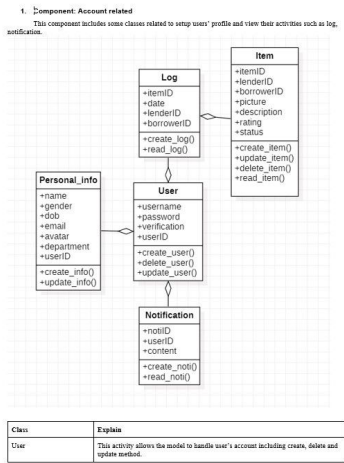 1. Component: Account related
This component includes some classes related to setup users' profile and view their activities such as log,
notification.
Item
+itemID
+lenderID
+borrowerID
+picture
+description
+rating
+status
+create_item()
+update_item()
+delete_item()
+read_item()
Log
+itemID
+date
+lenderID
+borrowerID
+create_log()
+read_log()
Personal_info
+name
+gender
+dob
+email
+avatar
+department
+userID
+create_info()
+update_info()
User
+username
+password
+verification
+userID
+create_user()
+delete_user()
+update_user()
Notification
+notiID
+userID
+content
+create_noti()
+read_noti()
Class Explain
User This activity allows the model to handle user's account including create, delete and
update method.